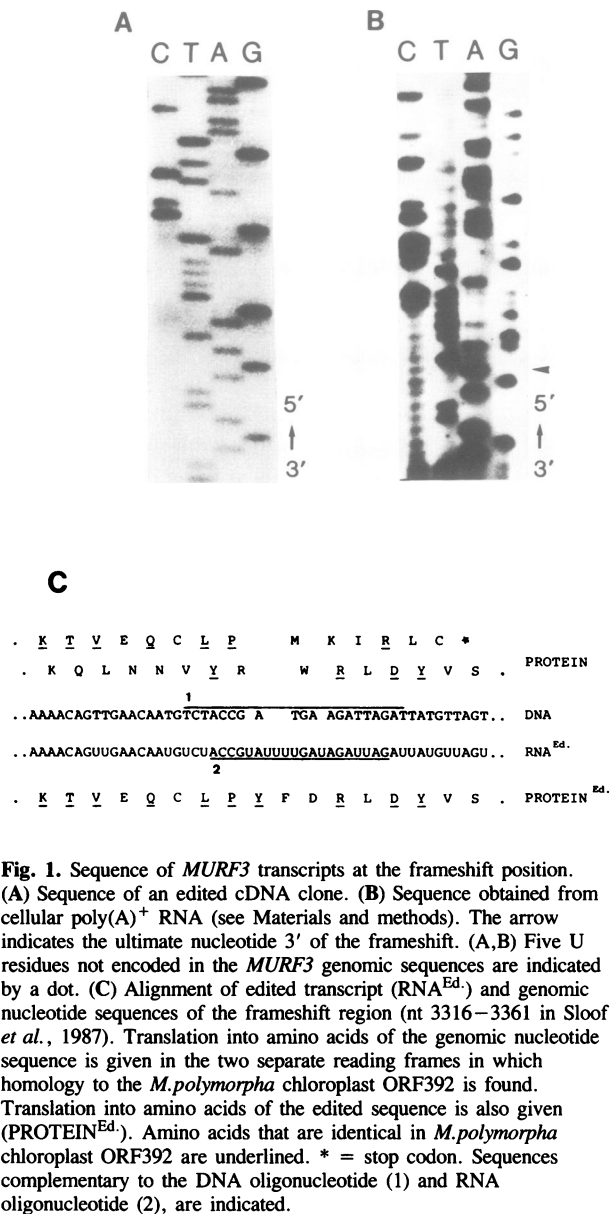 A
B
C T A G
C T A G
5′
3′
5′
3′
C
. K T V E Q C L P M K I R L C *
. K Q L N N V Y R W R L D Y V S .
PROTEIN
1
..AAAACAGTTGAACAATGTCTACCG A TGA AGATTAGATTATGTTAGT.. DNA
..AAAACAGUUGAACAAUGUCUACCGUAUUUUGAUAGAUUAGAUUAUGUUAGU.. RNA Ed.
2
. K T V E Q C L P Y F D R L D Y V S . PROTEIN Ed.
Fig. 1. Sequence of MURF3 transcripts at the frameshift position.
(A) Sequence of an edited cDNA clone. (B) Sequence obtained from
cellular poly(A)+ RNA (see Materials and methods). The arrow
indicates the ultimate nucleotide 3′ of the frameshift. (A,B) Five U
residues not encoded in the MURF3 genomic sequences are indicated
by a dot. (C) Alignment of edited transcript (RNAEd.) and genomic
nucleotide sequences of the frameshift region (nt 3316–3361 in Sloof
et al., 1987). Translation into amino acids of the genomic nucleotide
sequence is given in the two separate reading frames in which
homology to the M.polymorpha chloroplast ORF392 is found.
Translation into amino acids of the edited sequence is also given
(PROTEINEd.). Amino acids that are identical in M.polymorpha
chloroplast ORF392 are underlined. * = stop codon. Sequences
complementary to the DNA oligonucleotide (1) and RNA
oligonucleotide (2), are indicated.